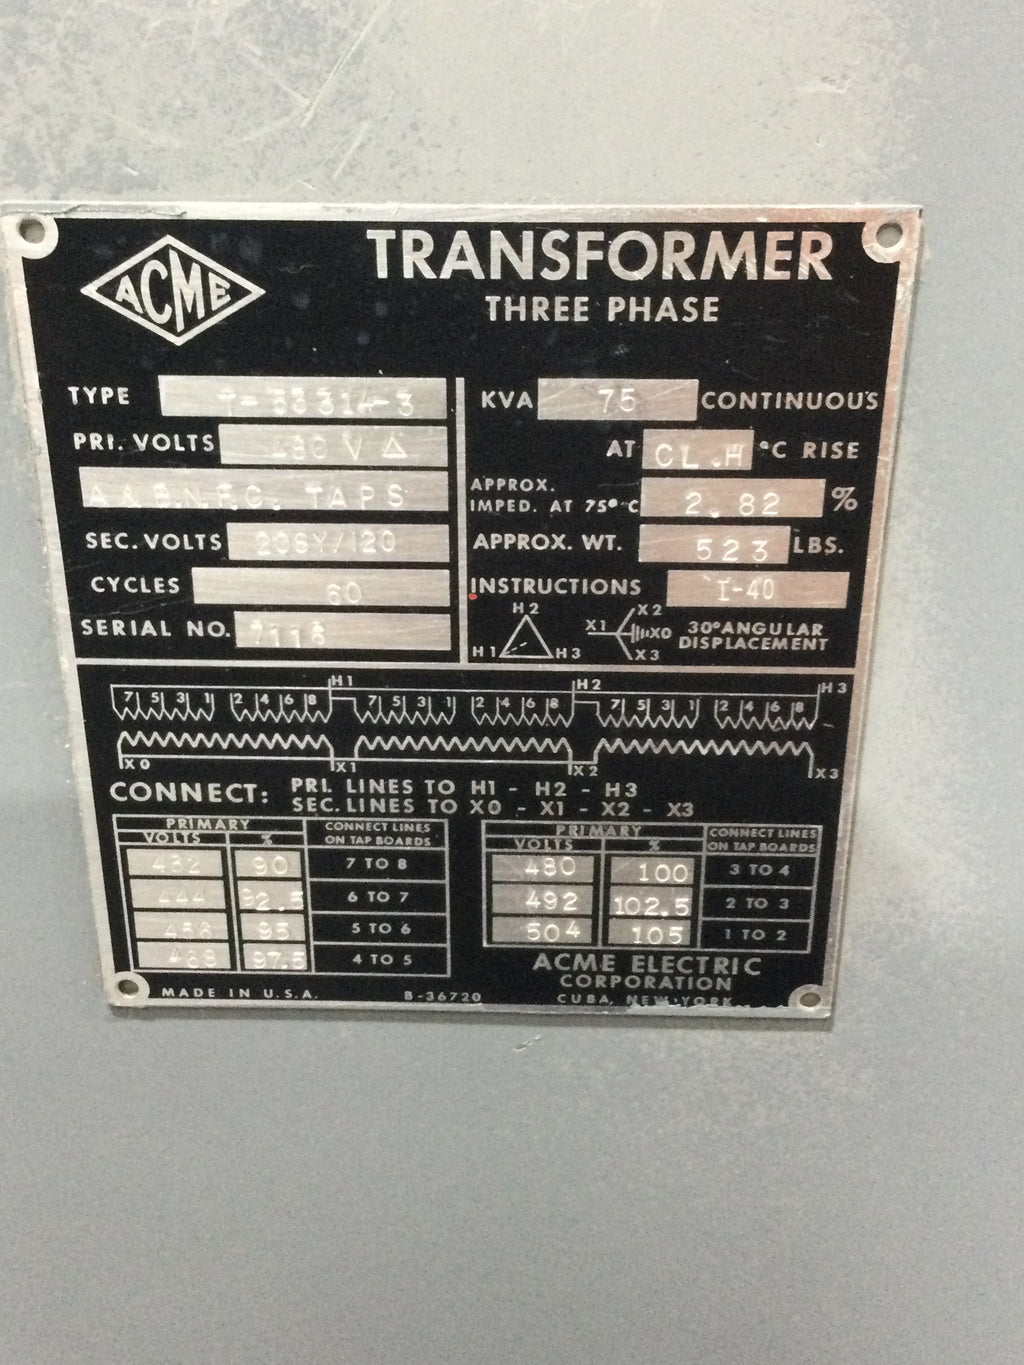 ACME
TRANSFORMER
THREE PHASE
TYPE T-5331A-3
PRI. VOLTS 480 V Δ
A & B.N.F.C. TAPS
SEC. VOLTS 208Y/120
CYCLES 60
SERIAL NO. 7116
KVA 75 CONTINUOUS
AT CL.H °C RISE
APPROX.
IMPED. AT 75°C 2.82 %
APPROX. WT. 523 LBS.
INSTRUCTIONS I-40
H2
H1 H3
X2
X1 X0
X3
30° ANGULAR
DISPLACEMENT
H1 H2 H3
7 5 3 1 2 4 6 8 7 5 3 1 2 4 6 8 7 5 3 1 2 4 6 8
X0 X1 X2 X3
CONNECT: PRI. LINES TO H1 - H2 - H3
SEC. LINES TO X0 - X1 - X2 - X3
PRIMARY CONNECT LINES
VOLTS % ON TAP BOARDS
432 90 7 TO 8
444 92.5 6 TO 7
456 95 5 TO 6
468 97.5 4 TO 5
PRIMARY CONNECT LINES
VOLTS % ON TAP BOARDS
480 100 3 TO 4
492 102.5 2 TO 3
504 105 1 TO 2
ACME ELECTRIC
CORPORATION
MADE IN U.S.A. B-36720 CUBA, NEW YORK